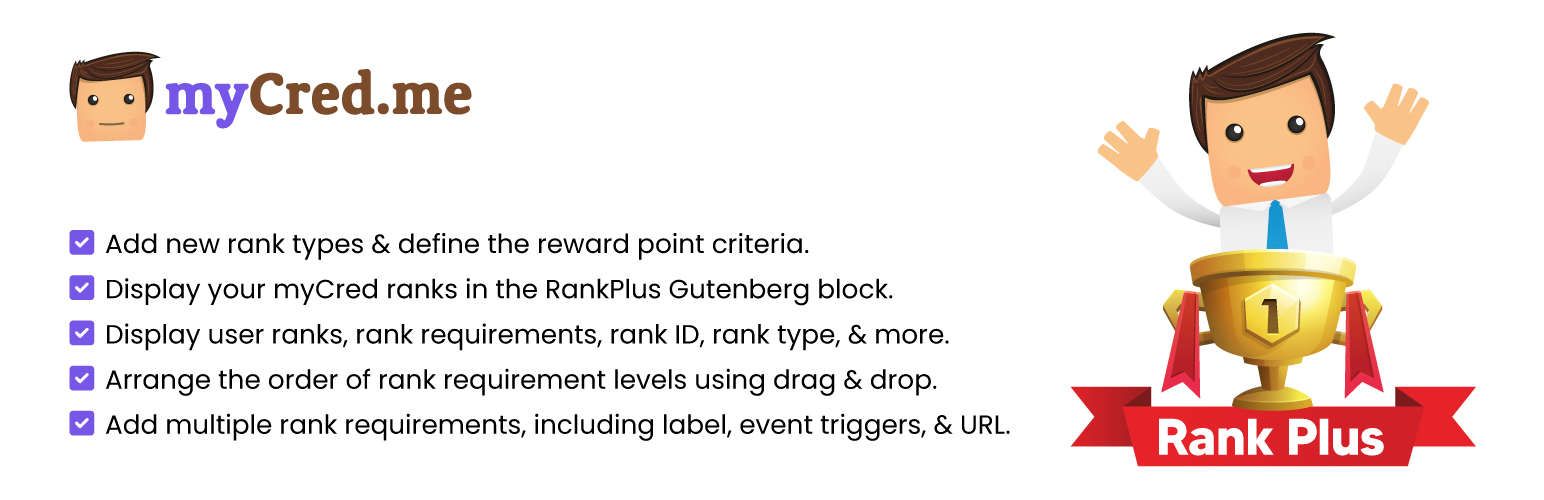 myCred.me
Add new rank types & define the reward point criteria.
Display your myCred ranks in the RankPlus Gutenberg block.
Display user ranks, rank requirements, rank ID, rank type, & more.
Arrange the order of rank requirement levels using drag & drop.
Add multiple rank requirements, including label, event triggers, & URL.
1
Rank Plus